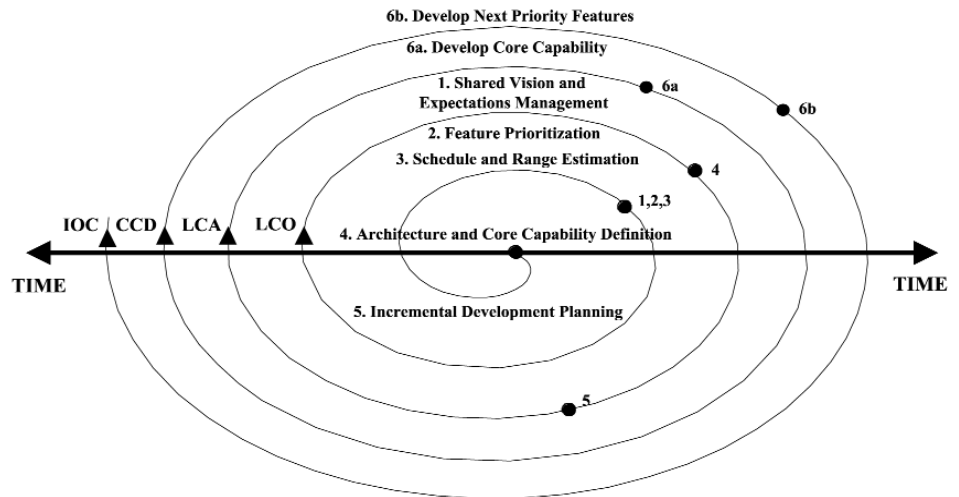 6b. Develop Next Priority Features
6a. Develop Core Capability
1. Shared Vision and
Expectations Management
6a
6b
2. Feature Prioritization
3. Schedule and Range Estimation
4
1,2,3
IOC
CCD
LCA
LCO
4. Architecture and Core Capability Definition
TIME
TIME
5. Incremental Development Planning
5